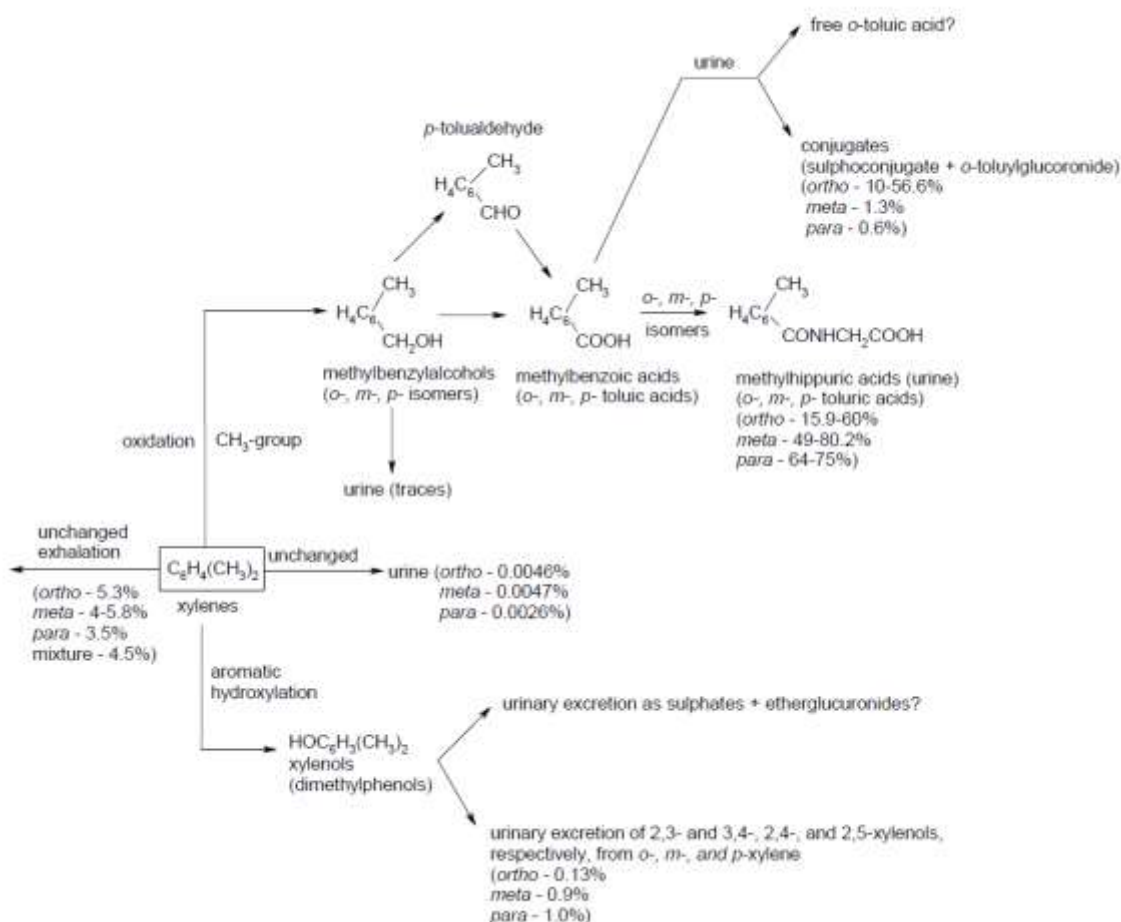 free o-toluic acid?
urine
conjugates
(sulphoconjugate + o-toluylglucoronide)
(ortho - 10-56.6%
meta - 1.3%
para - 0.6%)
p-tolualdehyde
CH₃
H₄C₆
CHO
CH₃
H₄C₆
CH₂OH
methylbenzylalcohols
(o-, m-, p- isomers)
CH₃
H₄C₆
COOH
methylbenzoic acids
(o-, m-, p- toluic acids)
o-, m-, p-
isomers
CH₃
H₄C₆
CONHCH₂COOH
methylhippuric acids (urine)
(o-, m-, p- toluric acids)
(ortho - 15.9-60%
meta - 49-80.2%
para - 64-75%)
oxidation
CH₃-group
urine (traces)
unchanged
exhalation
(ortho - 5.3%
meta - 4-5.8%
para - 3.5%
mixture - 4.5%)
C₆H₄(CH₃)₂
xylenes
unchanged
urine (ortho - 0.0046%
meta - 0.0047%
para - 0.0026%)
aromatic
hydroxylation
HOC₆H₃(CH₃)₂
xylenols
(dimethylphenols)
urinary excretion as sulphates + etherglucuronides?
urinary excretion of 2,3- and 3,4-, 2,4-, and 2,5-xylenols,
respectively, from o-, m-, and p-xylene
(ortho - 0.13%
meta - 0.9%
para - 1.0%)